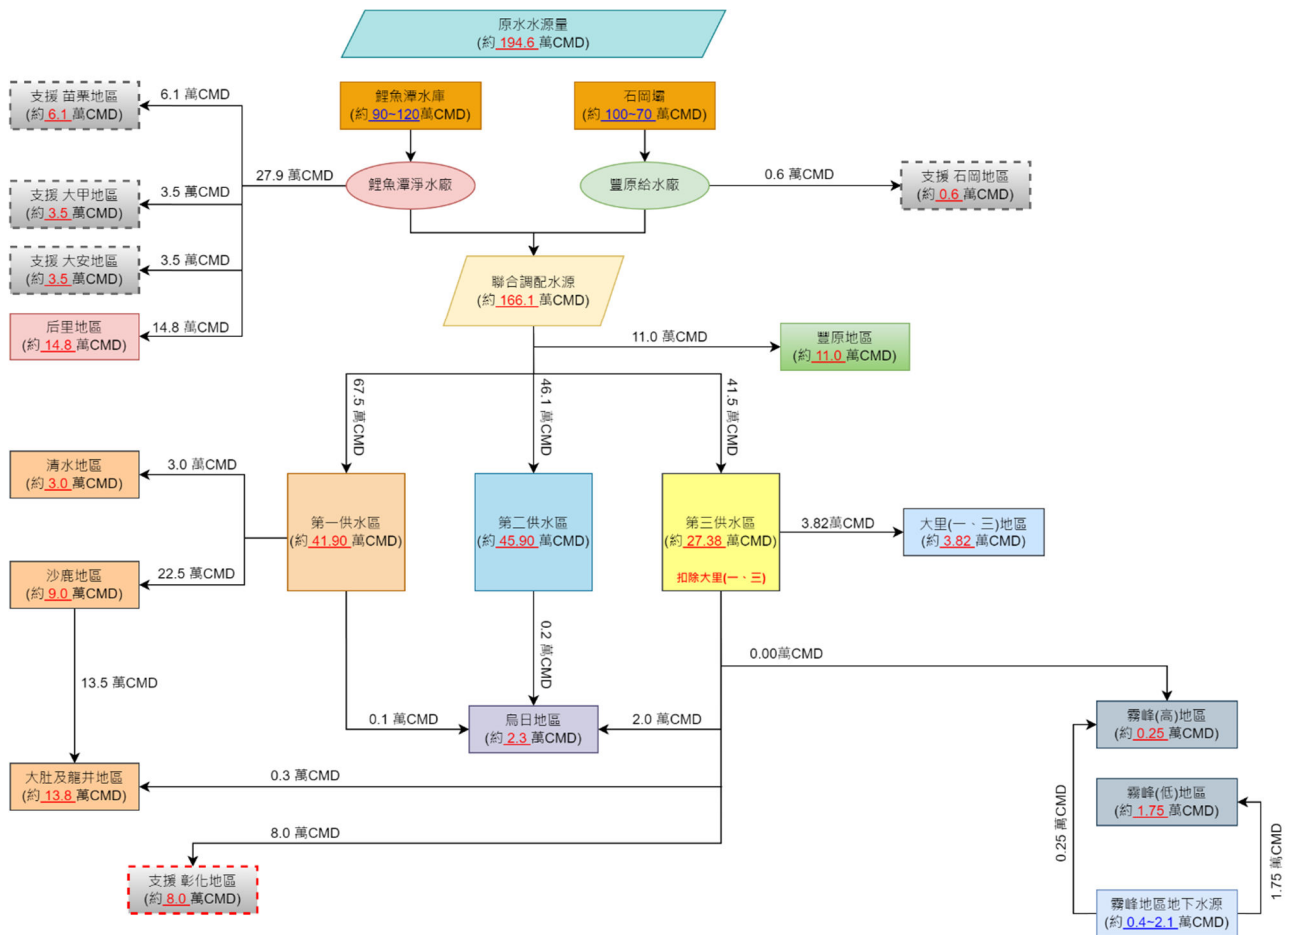 原水水源量
(約 194.6 萬CMD)
支援 苗栗地區
(約 6.1 萬CMD)
6.1 萬CMD
鯉魚潭水庫
(約 90~120萬CMD)
石岡壩
(約 100~70 萬CMD)
27.9 萬CMD
鯉魚潭淨水廠
豐原給水廠
0.6 萬CMD
支援 石岡地區
(約 0.6 萬CMD)
支援 大甲地區
(約 3.5 萬CMD)
3.5 萬CMD
支援 大安地區
(約 3.5 萬CMD)
3.5 萬CMD
聯合調配水源
(約 166.1 萬CMD)
后里地區
(約 14.8 萬CMD)
14.8 萬CMD
11.0 萬CMD
豐原地區
(約 11.0 萬CMD)
67.5 萬CMD
46.1 萬CMD
41.5 萬CMD
清水地區
(約 3.0 萬CMD)
3.0 萬CMD
第一供水區
(約 41.90 萬CMD)
第二供水區
(約 45.90 萬CMD)
第三供水區
(約 27.38 萬CMD)
扣除大里(一、三)
3.82萬CMD
大里(一、三)地區
(約 3.82 萬CMD)
沙鹿地區
(約 9.0 萬CMD)
22.5 萬CMD
0.2 萬CMD
0.00萬CMD
13.5 萬CMD
0.1 萬CMD
烏日地區
(約 2.3 萬CMD)
2.0 萬CMD
霧峰(高)地區
(約 0.25 萬CMD)
大肚及龍井地區
(約 13.8 萬CMD)
0.3 萬CMD
霧峰(低)地區
(約 1.75 萬CMD)
0.25 萬CMD
1.75 萬CMD
8.0 萬CMD
支援 彰化地區
(約 8.0 萬CMD)
霧峰地區地下水源
(約 0.4~2.1 萬CMD)